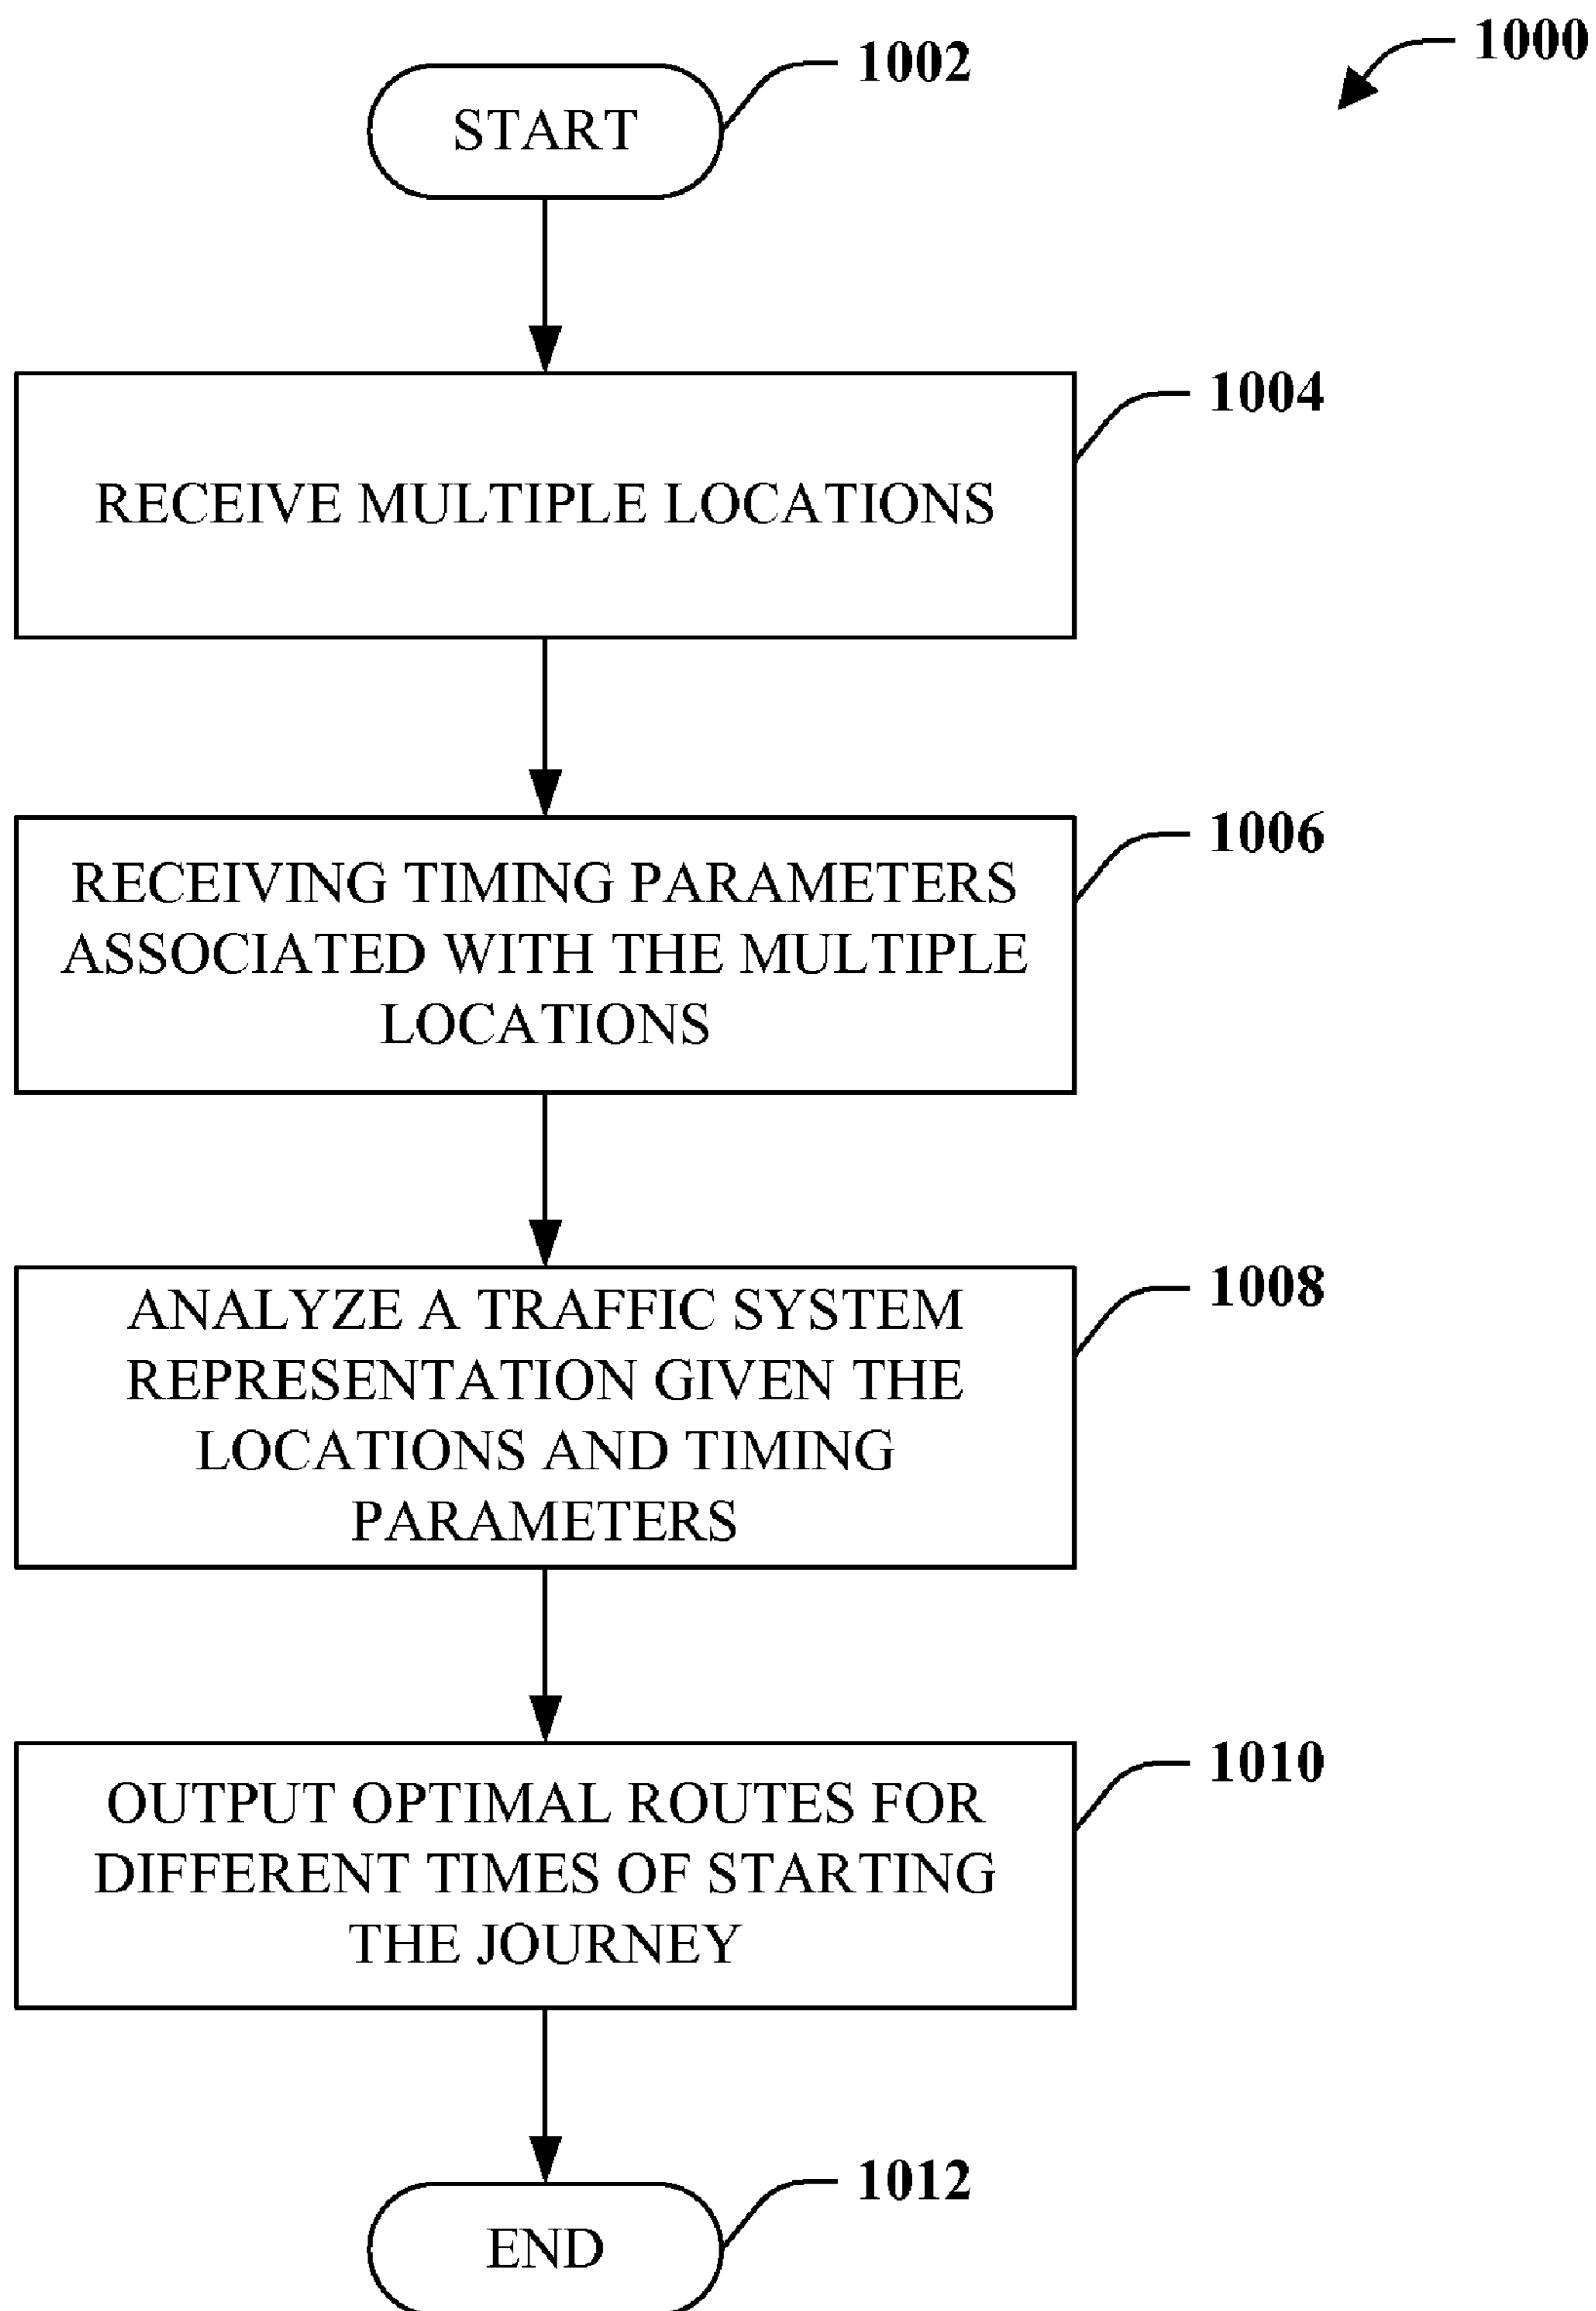 1000
START
1002
RECEIVE MULTIPLE LOCATIONS
1004
RECEIVING TIMING PARAMETERS
ASSOCIATED WITH THE MULTIPLE
LOCATIONS
1006
ANALYZE A TRAFFIC SYSTEM
REPRESENTATION GIVEN THE
LOCATIONS AND TIMING
PARAMETERS
1008
OUTPUT OPTIMAL ROUTES FOR
DIFFERENT TIMES OF STARTING
THE JOURNEY
1010
END
1012